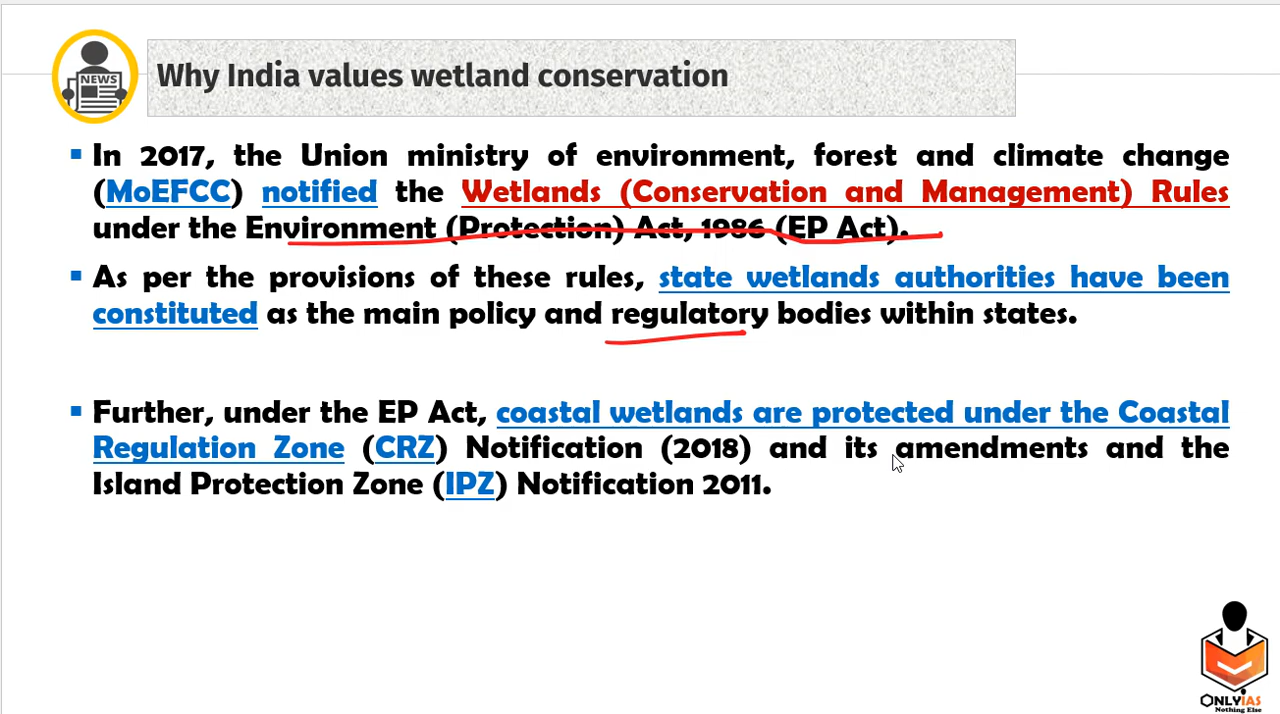 NEWS
Why India values wetland conservation
▪ In 2017, the Union ministry of environment, forest and climate change
(MoEFCC) notified the Wetlands (Conservation and Management) Rules
under the Environment (Protection) Act, 1986 (EP Act).
▪ As per the provisions of these rules, state wetlands authorities have been
constituted as the main policy and regulatory bodies within states.
▪ Further, under the EP Act, coastal wetlands are protected under the Coastal
Regulation Zone (CRZ) Notification (2018) and its amendments and the
Island Protection Zone (IPZ) Notification 2011.
ONLYIAS
Nothing Else